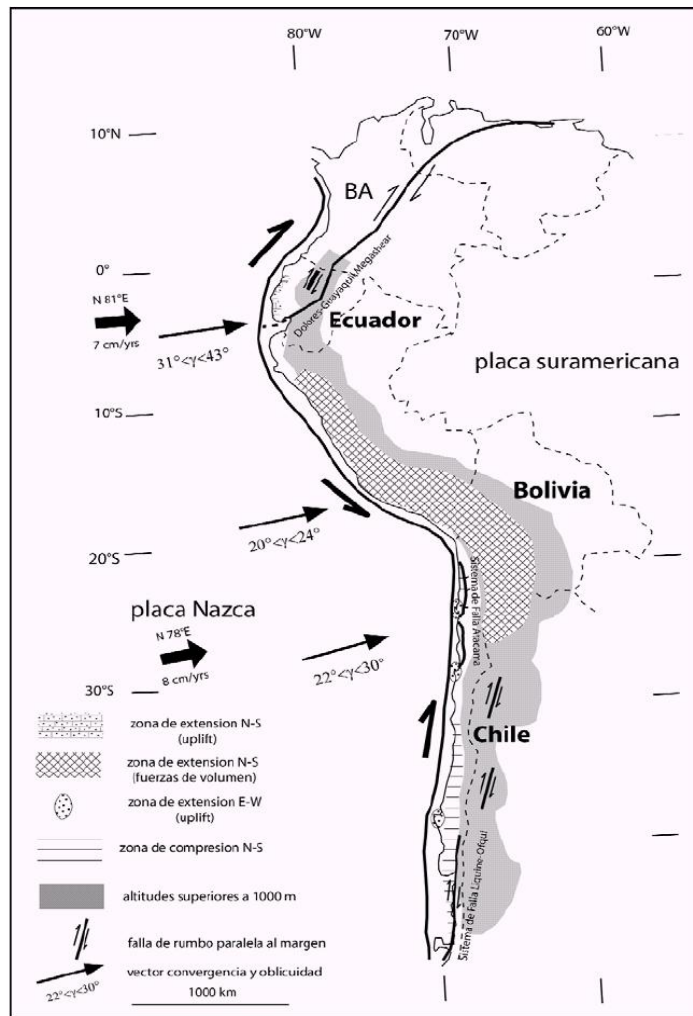 80°W
70°W
60°W
10°N
BA
0°
Dolores-Guayaquil Megashear
N 81°E
7 cm/yrs
Ecuador
31°<γ<43°
placa suramericana
10°S
Bolivia
20°<γ<24°
20°S
Sistema de Falla Atacama
placa Nazca
N 78°E
8 cm/yrs
22°<γ<30°
30°S
Chile
zona de extension N-S
(uplift)
zona de extension N-S
(fuerzas de volumen)
zona de extension E-W
(uplift)
zona de compresion N-S
altitudes superiores a 1000 m
Sistema de Falla Liquine-Ofqui
falla de rumbo paralela al margen
vector convergencia y oblicuidad
22°<γ<30°
1000 km